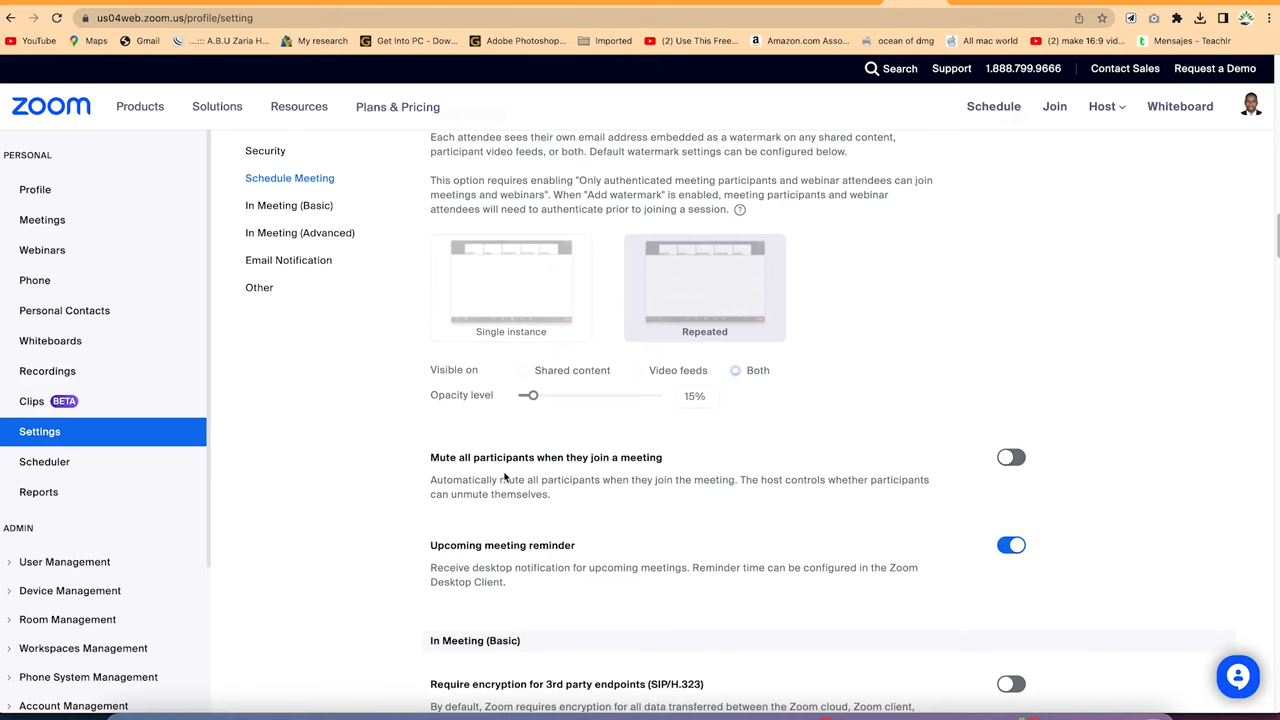 us04web.zoom.us/profile/setting
YouTube
Maps
Gmail
...::: A.B.U Zaria H...
My research
Get Into PC - Dow...
Adobe Photoshop...
Imported
(2) Use This Free...
Amazon.com Asso...
ocean of dmg
All mac world
(2) make 16:9 vid...
Mensajes - Teachlr
Search
Support
1.888.799.9666
Contact Sales
Request a Demo
zoom
Products
Solutions
Resources
Plans & Pricing
Schedule
Join
Host
Whiteboard
PERSONAL
Profile
Meetings
Webinars
Phone
Personal Contacts
Whiteboards
Recordings
Clips BETA
Settings
Scheduler
Reports
ADMIN
User Management
Device Management
Room Management
Workspaces Management
Phone System Management
Account Management
Security
Schedule Meeting
In Meeting (Basic)
In Meeting (Advanced)
Email Notification
Other
Each attendee sees their own email address embedded as a watermark on any shared content,
participant video feeds, or both. Default watermark settings can be configured below.
This option requires enabling "Only authenticated meeting participants and webinar attendees can join
meetings and webinars". When "Add watermark" is enabled, meeting participants and webinar
attendees will need to authenticate prior to joining a session. ?
Single instance
Repeated
Visible on
Shared content
Video feeds
Both
Opacity level
15%
Mute all participants when they join a meeting
Automatically mute all participants when they join the meeting. The host controls whether participants
can unmute themselves.
Upcoming meeting reminder
Receive desktop notification for upcoming meetings. Reminder time can be configured in the Zoom
Desktop Client.
In Meeting (Basic)
Require encryption for 3rd party endpoints (SIP/H.323)
By default, Zoom requires encryption for all data transferred between the Zoom cloud, Zoom client,